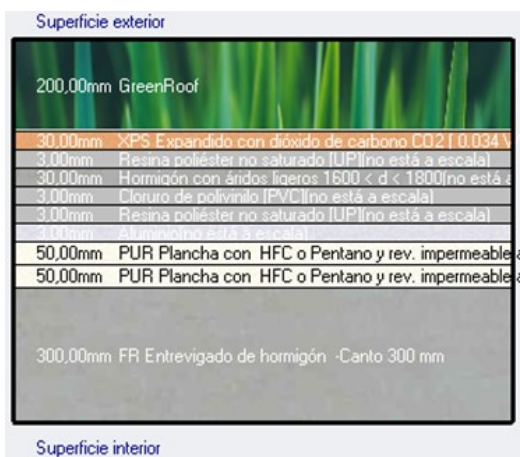 Superficie exterior
200,00mm GreenRoof
30,00mm XPS Expandido con dióxido de carbono CO2 [ 0.034
3,00mm Resina poliéster no saturado [UP](no está a escala)
30,00mm Hormigón con áridos ligeros 1600 < d < 1800(no está a
3,00mm Cloruro de polivinilo [PVC](no está a escala)
3,00mm Resina poliéster no saturado [UP](no está a escala)
Aluminio(no está a escala)
50,00mm PUR Plancha con HFC o Pentano y rev. impermeable a
50,00mm PUR Plancha con HFC o Pentano y rev. impermeable a
300,00mm FR Entrevigado de hormigón -Canto 300 mm
Superficie interior